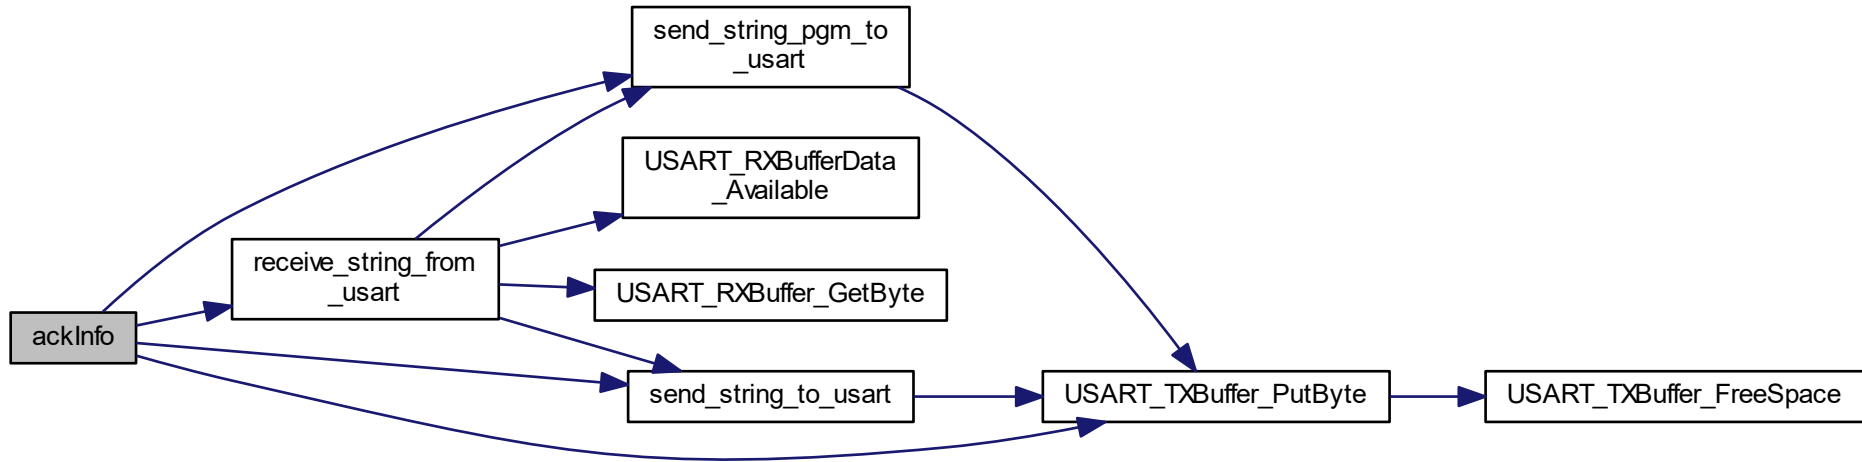 send_string_pgm_to
_usart
USART_RXBufferData
_Available
receive_string_from
_usart
USART_RXBuffer_GetByte
ackInfo
send_string_to_usart
USART_TXBuffer_PutByte
USART_TXBuffer_FreeSpace